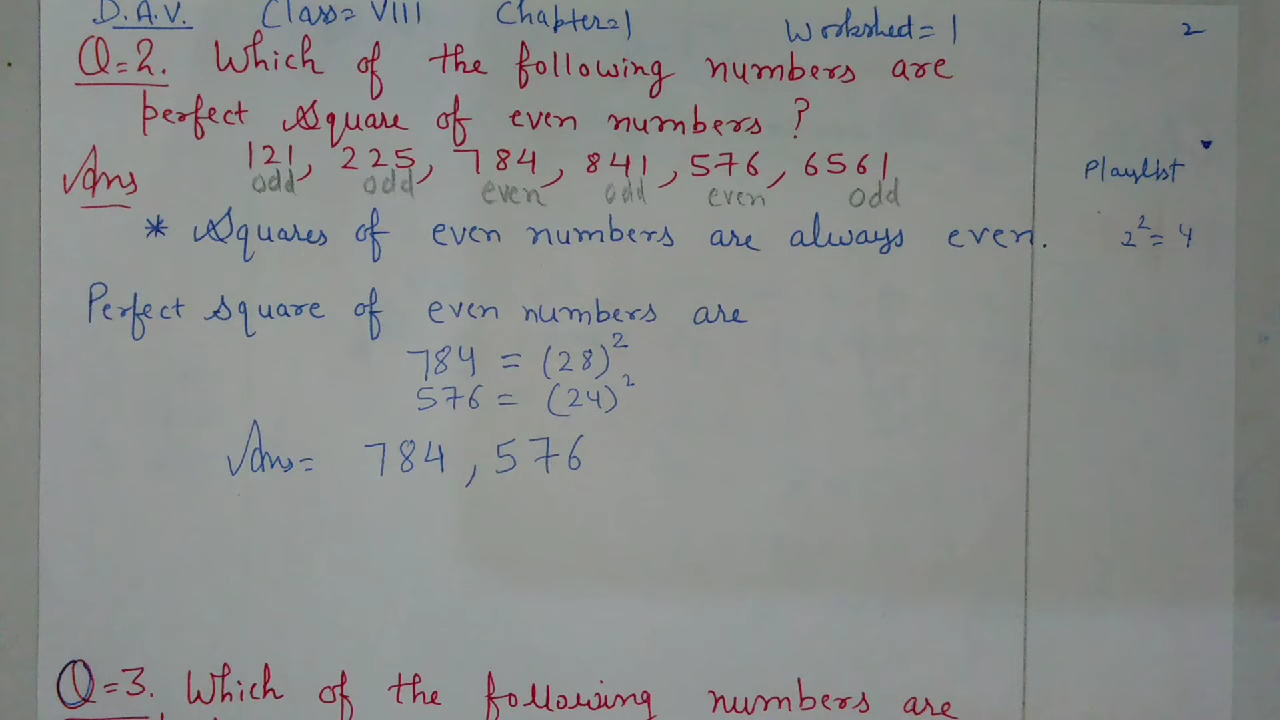 D.A.V. Class= VIII Chapter=1 Workshed= 1 2
Q=2. Which of the following numbers are
perfect square of even numbers?
Ans 121, 225, 784, 841, 576, 6561
odd odd even odd even odd
Playlist
* Squares of even numbers are always even. 2²= 4
Perfect square of even numbers are
784 = (28)²
576 = (24)²
Ans= 784, 576
Q=3. Which of the following numbers are